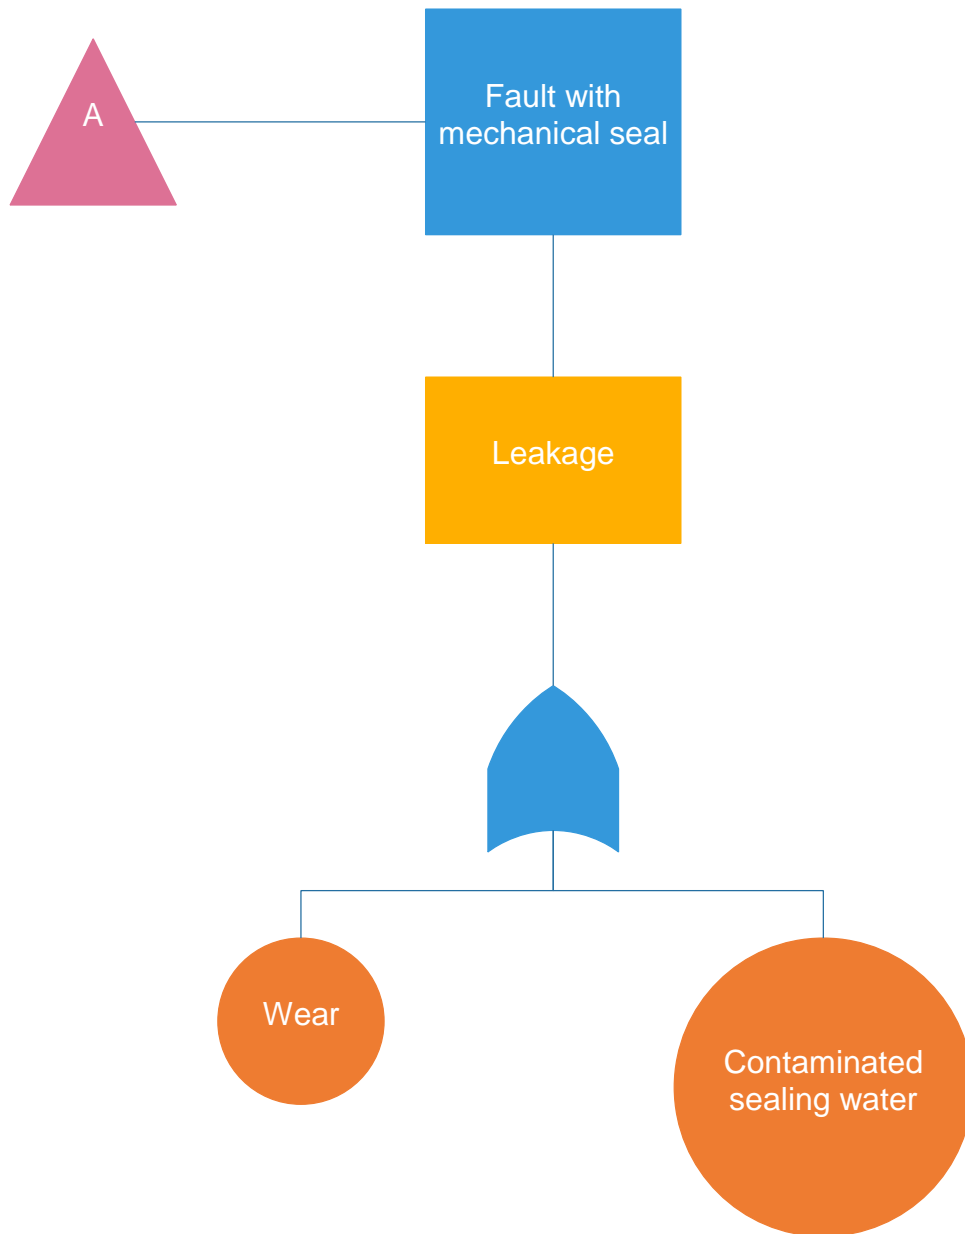 A
Fault with
mechanical seal
Leakage
Wear
Contaminated
sealing water